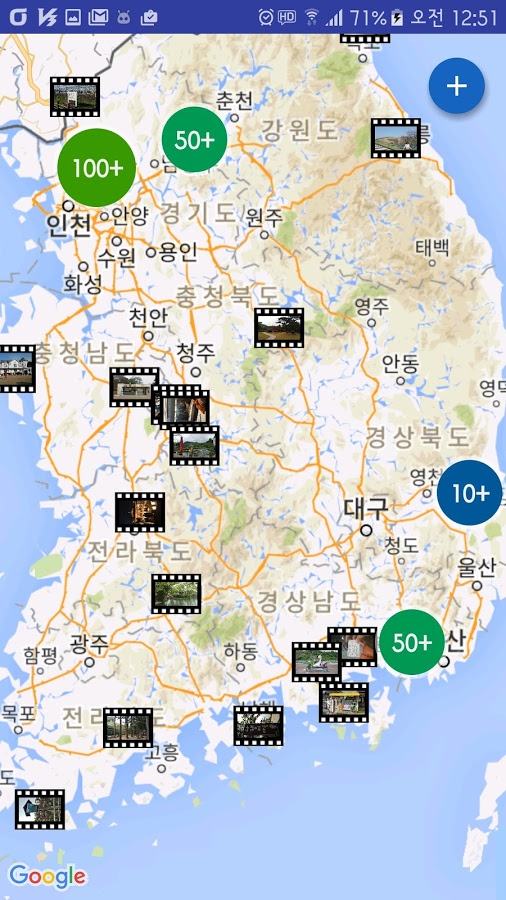 HD 71% 오전 12:51
+
춘천
50+
강원도
100+
인천
안양
경기도
원주
수원
용인
태백
화성
충청북도
천안
영주
충청남도
청주
안동
영덕
경상북도
영천
10+
대구
전라북도
청도
울산
경상남도
광주
50+
산
함평
하동
목포
전라
도
고흥
도
Google